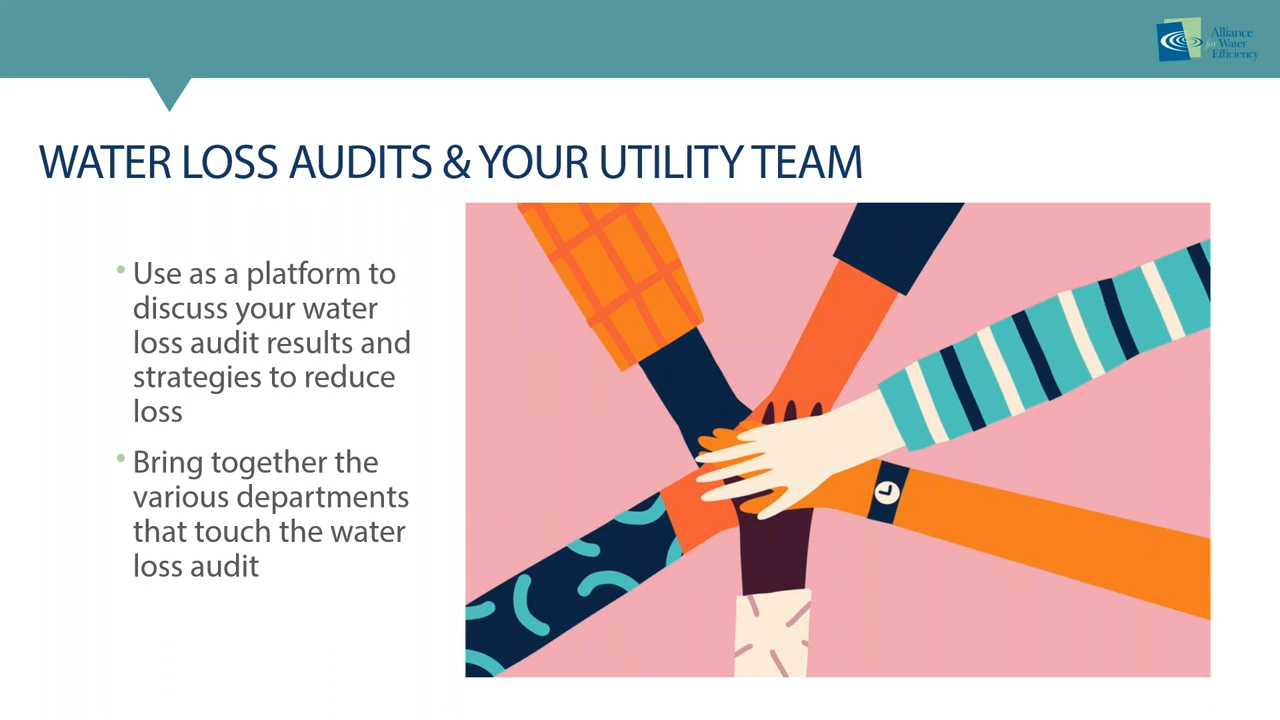 Alliance
for Water
Efficiency
WATER LOSS AUDITS & YOUR UTILITY TEAM
• Use as a platform to
discuss your water
loss audit results and
strategies to reduce
loss
• Bring together the
various departments
that touch the water
loss audit